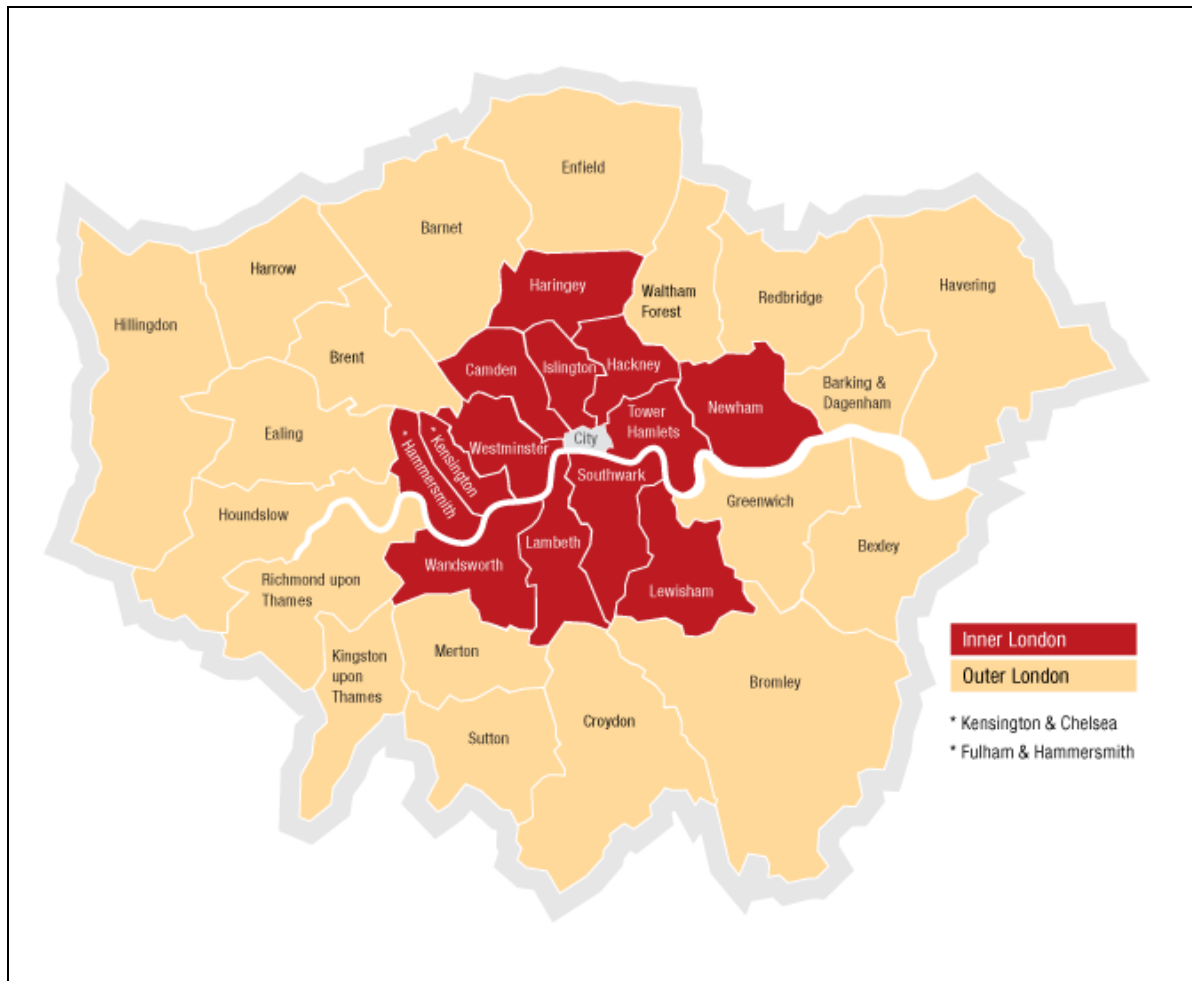 Enfield
Barnet
Harrow
Haringey
Waltham
Forest
Redbridge
Havering
Hillingdon
Brent
Camden
Islington
Hackney
Barking &
Dagenham
Newham
Tower
Hamlets
Ealing
Westminster
City
* Kensington
* Hammersmith
Southwark
Greenwich
Houndslow
Lambeth
Bexley
Wandsworth
Richmond upon
Thames
Lewisham
Merton
Kingston
upon
Thames
Bromley
Croydon
Sutton
Inner London
Outer London
* Kensington & Chelsea
* Fulham & Hammersmith